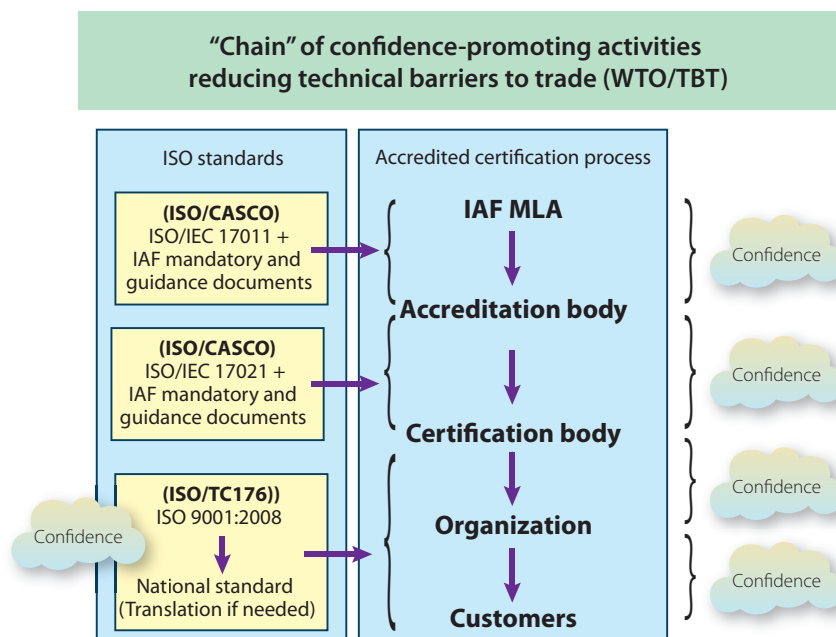 “Chain” of confidence-promoting activities
reducing technical barriers to trade (WTO/TBT)
ISO standards
Accredited certification process
(ISO/CASCO)
ISO/IEC 17011 +
IAF mandatory and
guidance documents
IAF MLA
Confidence
Accreditation body
(ISO/CASCO)
ISO/IEC 17021 +
IAF mandatory and
guidance documents
Confidence
Certification body
(ISO/TC176))
ISO 9001:2008
Confidence
Confidence
Organization
National standard
(Translation if needed)
Confidence
Customers